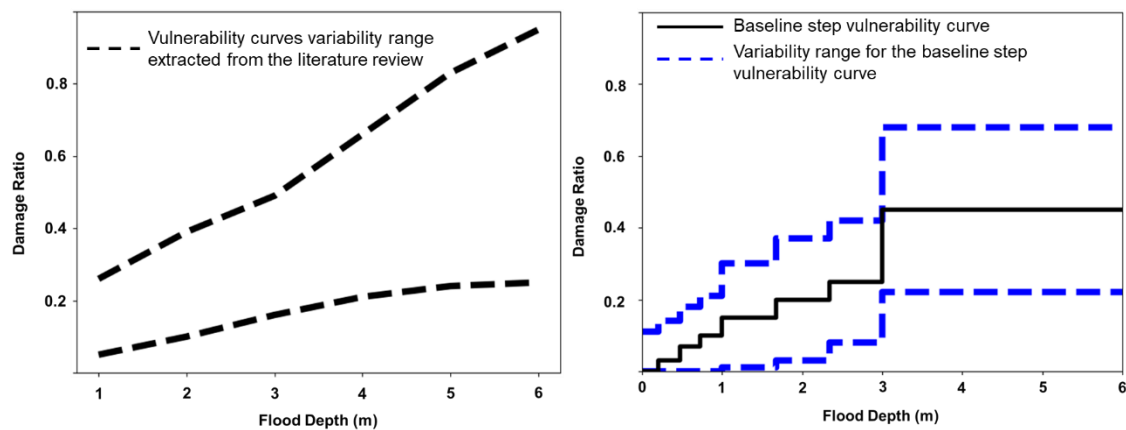 Vulnerability curves variability range
extracted from the literature review
0.8
0.6
0.4
0.2
Damage Ratio
1 2 3 4 5 6
Flood Depth (m)
Baseline step vulnerability curve
Variability range for the baseline step
vulnerability curve
0.8
0.6
0.4
0.2
Damage Ratio
0 1 2 3 4 5 6
Flood Depth (m)